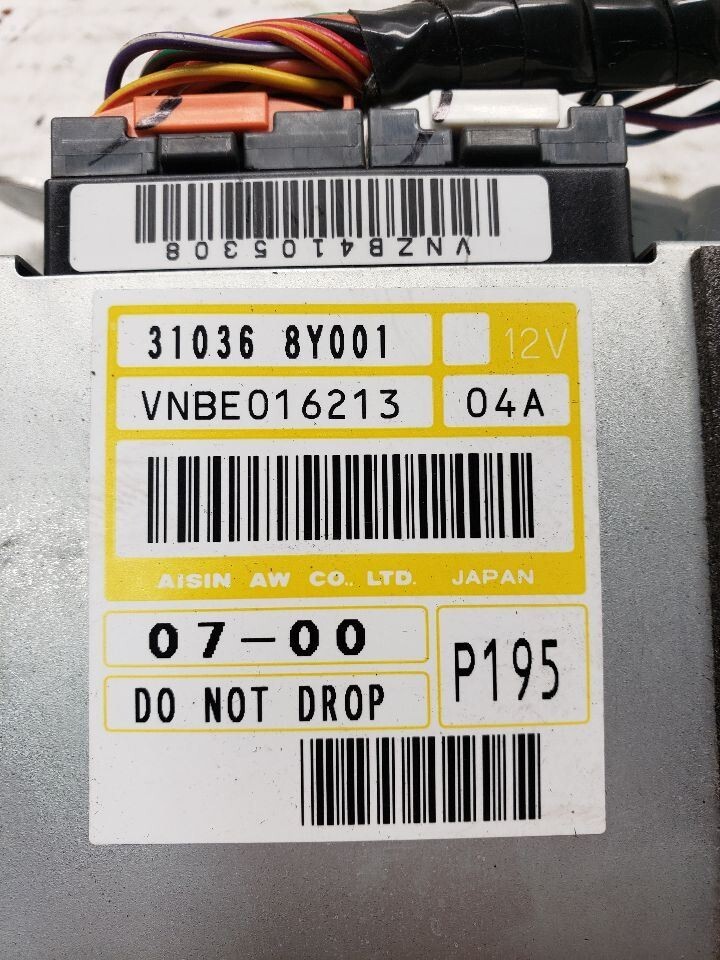 VNZB4105308
31036 8Y001
12V
VNBE016213
04A
AISIN AW CO., LTD. JAPAN
07-00
P195
DO NOT DROP